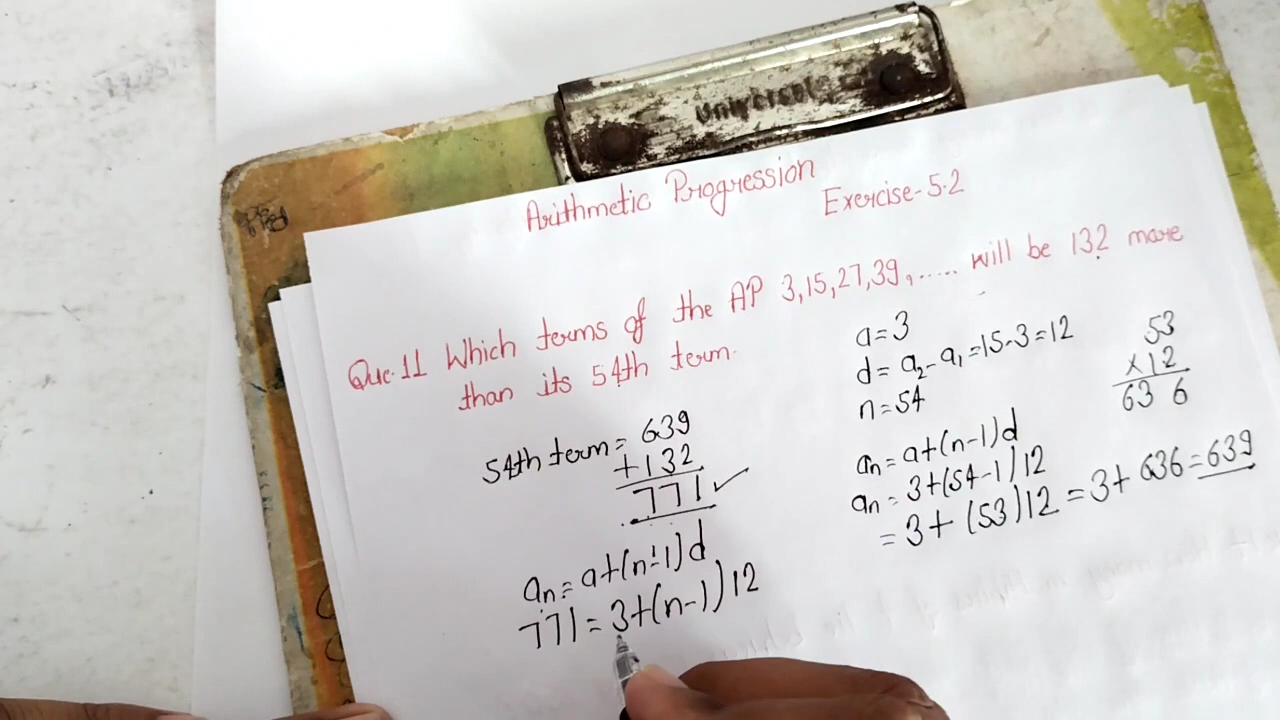 Universal
Arithmetic Progression
Exercise-5.2
Que.11 Which terms of the AP 3,15,27,39,..... will be 132 more
than its 54th term.
a=3
d= a₂-a₁=15-3=12
n=54
an= a+(n-1)d
an= 3+(54-1)12
= 3+ (53)12 = 3+ 636 = 639
53
×12
63 6
54th term= 639
+132
771 ✓
an= a+(n-1)d
771= 3+(n-1)12